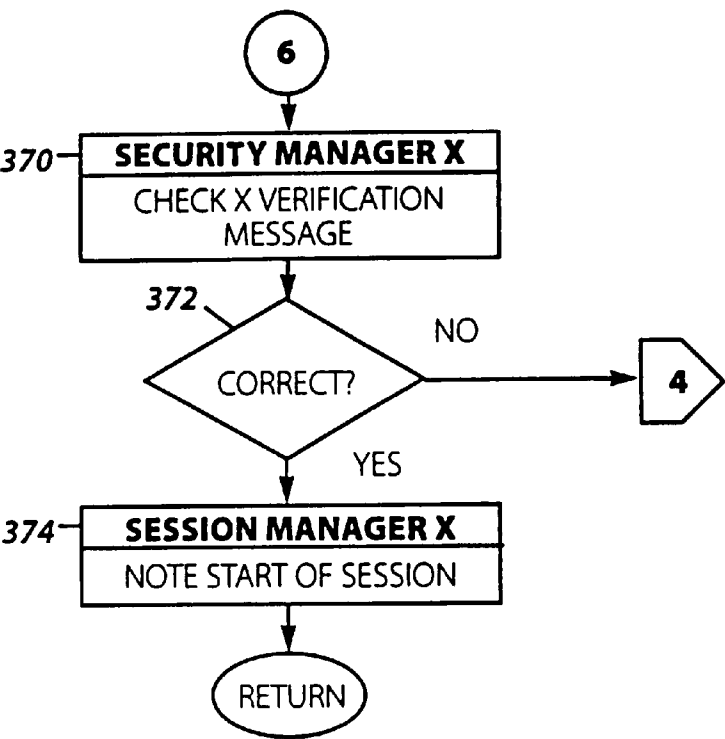 6
370
SECURITY MANAGER X
CHECK X VERIFICATION
MESSAGE
372
NO
CORRECT?
4
YES
374
SESSION MANAGER X
NOTE START OF SESSION
RETURN